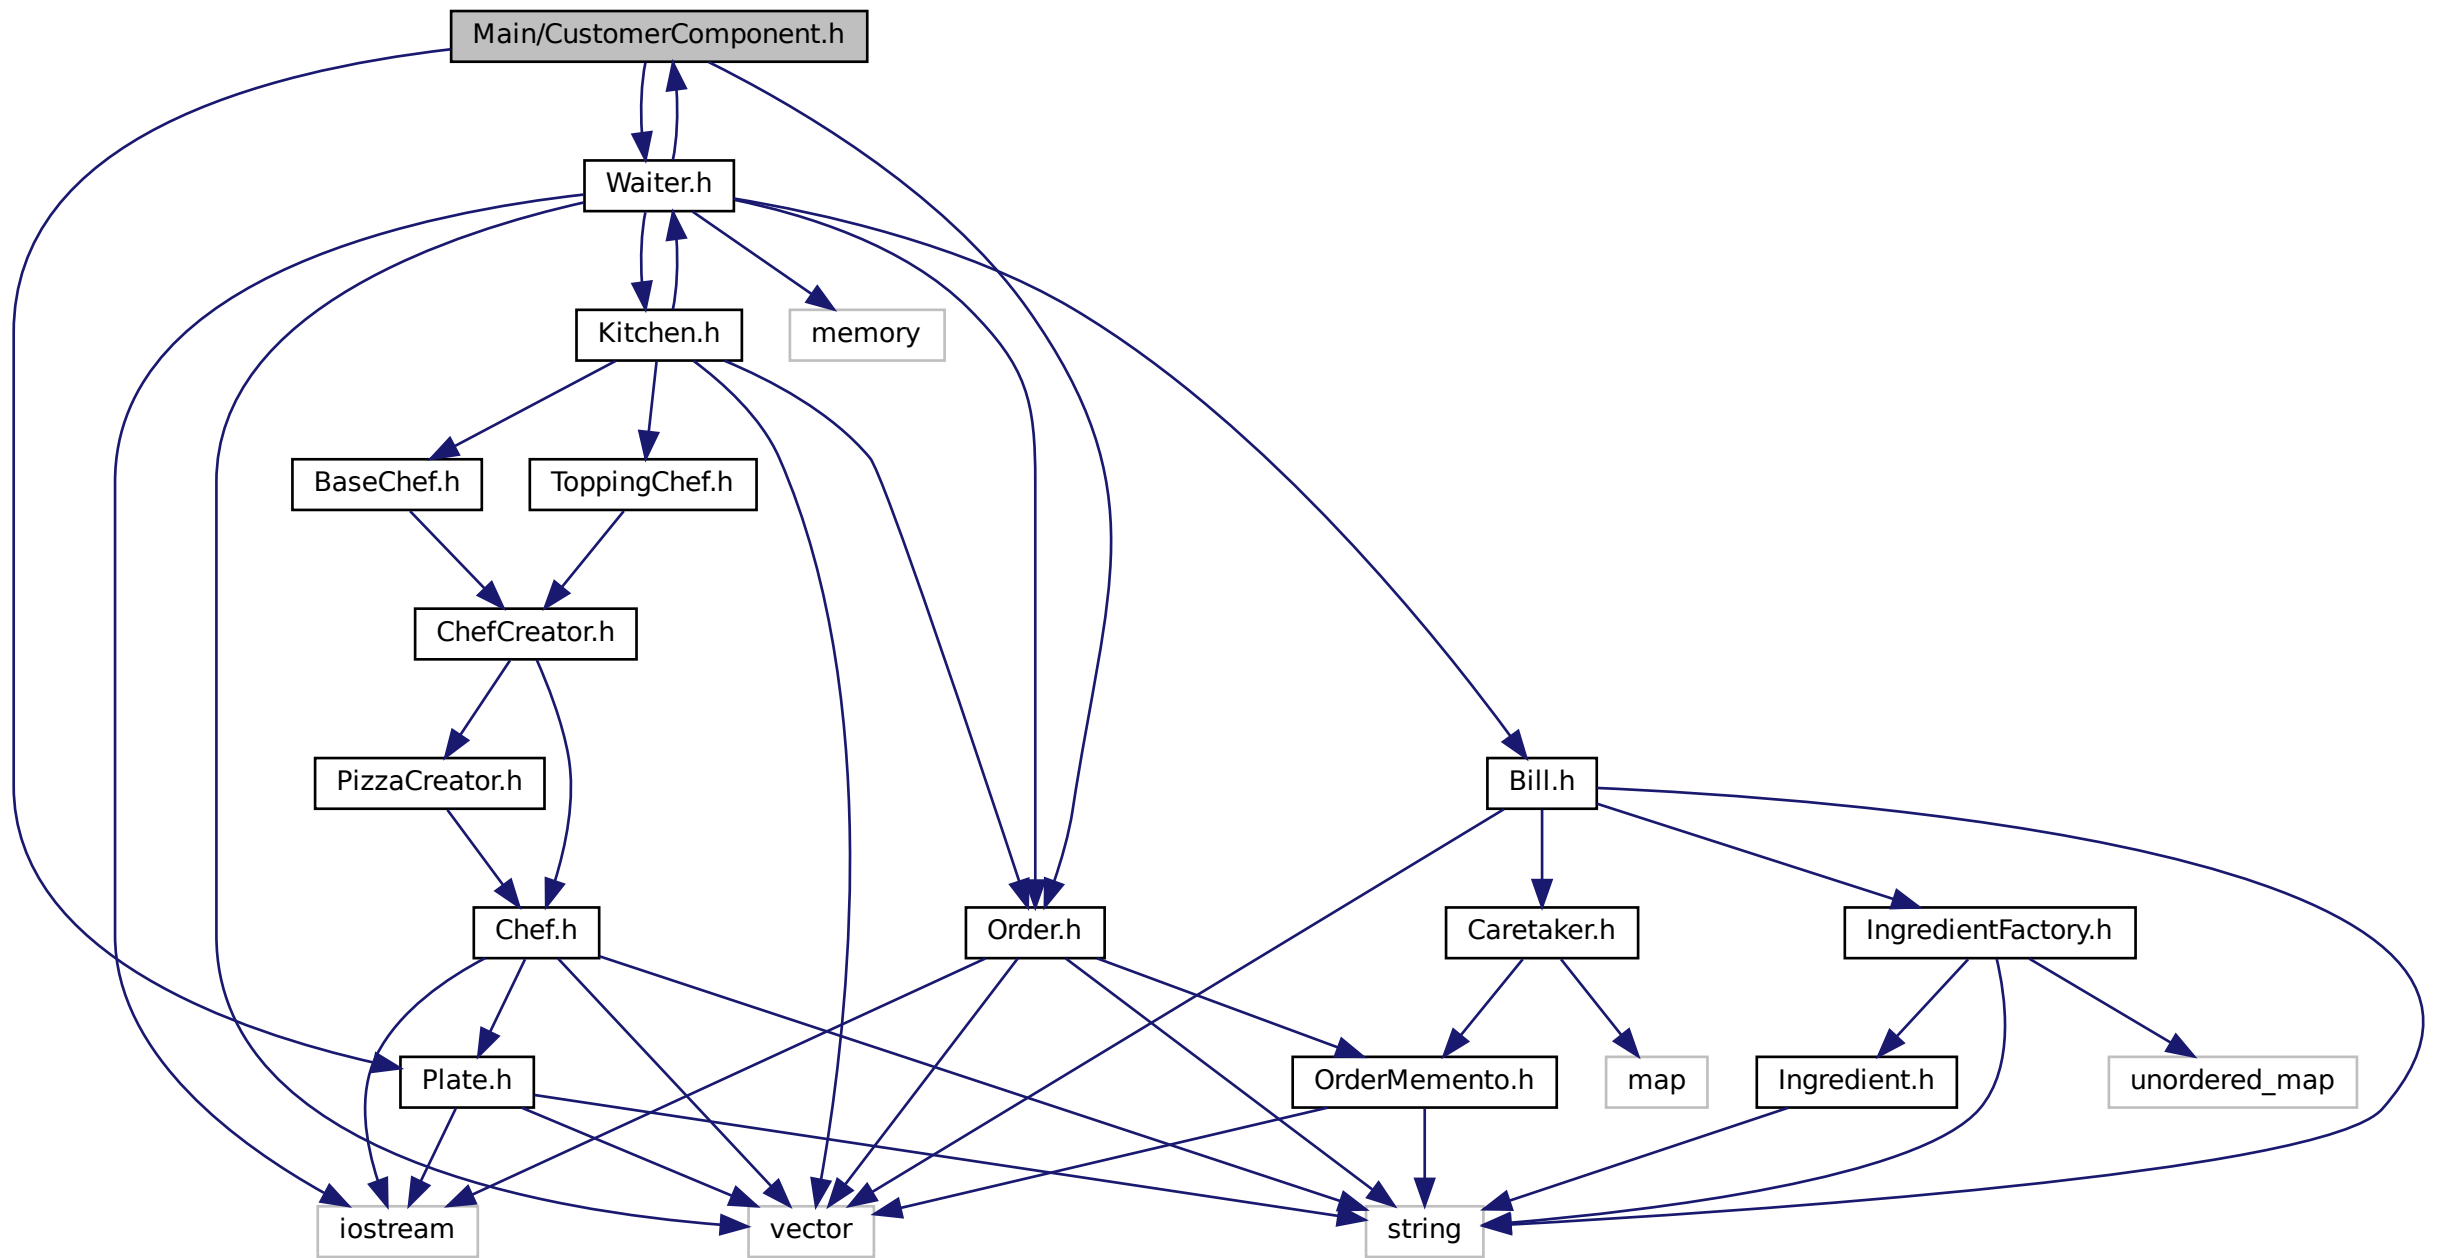 Main/CustomerComponent.h
Waiter.h
Kitchen.h
memory
BaseChef.h
ToppingChef.h
ChefCreator.h
PizzaCreator.h
Bill.h
Chef.h
Order.h
Caretaker.h
IngredientFactory.h
Plate.h
OrderMemento.h
map
Ingredient.h
unordered_map
iostream
vector
string